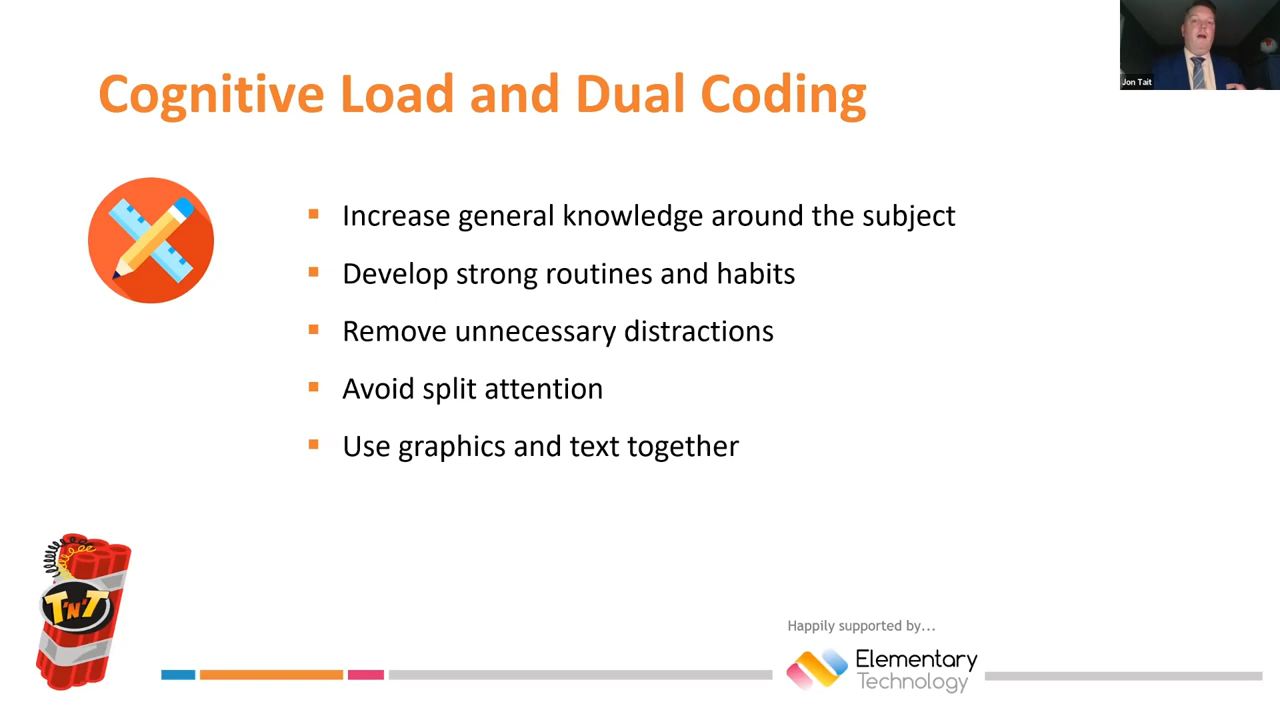 Cognitive Load and Dual Coding
Jon Tait
Increase general knowledge around the subject
Develop strong routines and habits
Remove unnecessary distractions
Avoid split attention
Use graphics and text together
T'N'T
Happily supported by...
Elementary
Technology